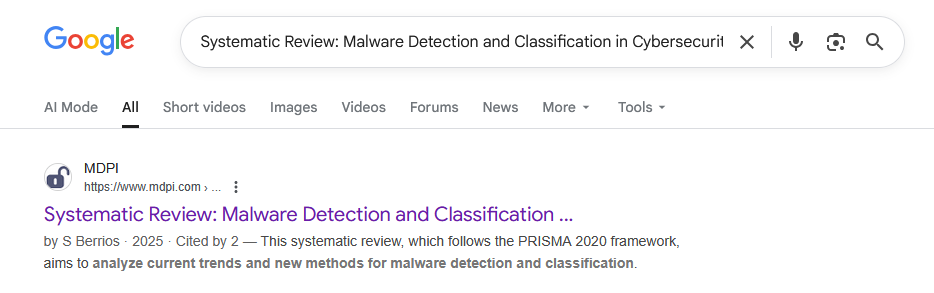 Google
Systematic Review: Malware Detection and Classification in Cybersecurit
AI Mode All Short videos Images Videos Forums News More Tools
MDPI
https://www.mdpi.com › ...
Systematic Review: Malware Detection and Classification ...
by S Berrios · 2025 · Cited by 2 — This systematic review, which follows the PRISMA 2020 framework,
aims to analyze current trends and new methods for malware detection and classification.